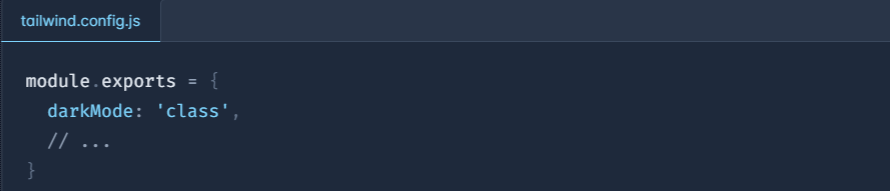 tailwind.config.js
module.exports = {
  darkMode: 'class',
  // ...
}